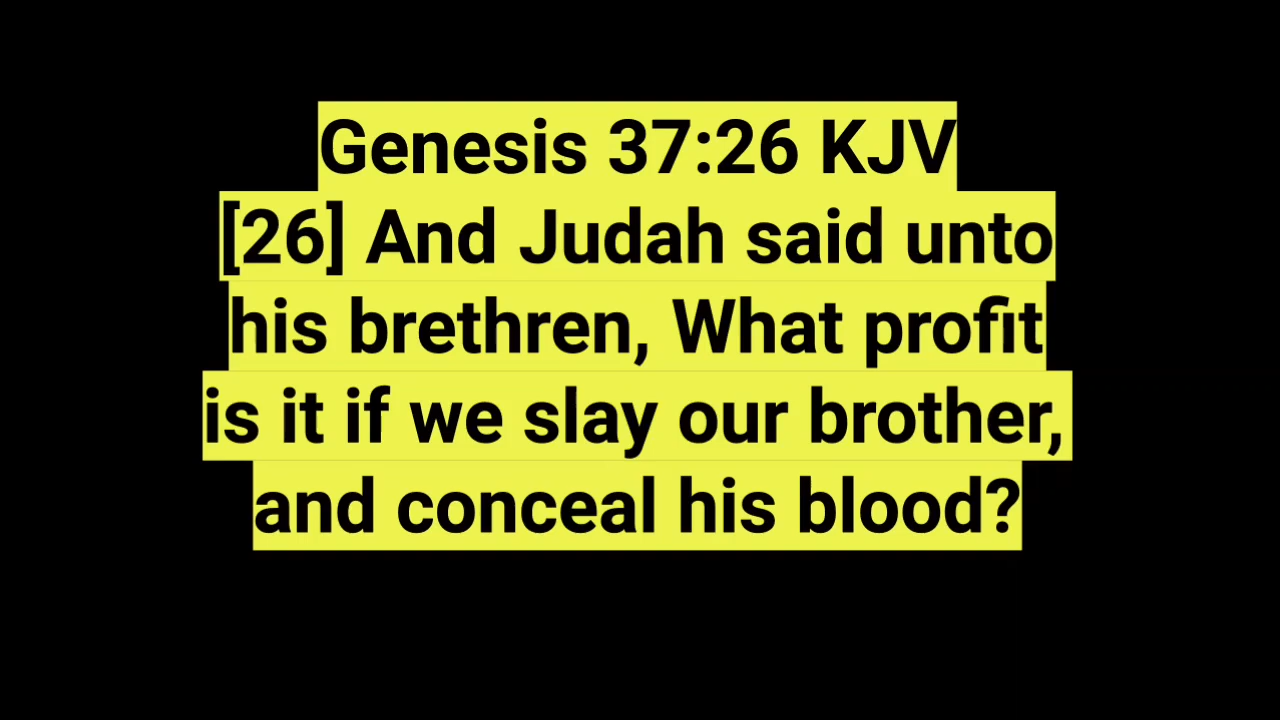 Genesis 37:26 KJV
[26] And Judah said unto
his brethren, What profit
is it if we slay our brother,
and conceal his blood?